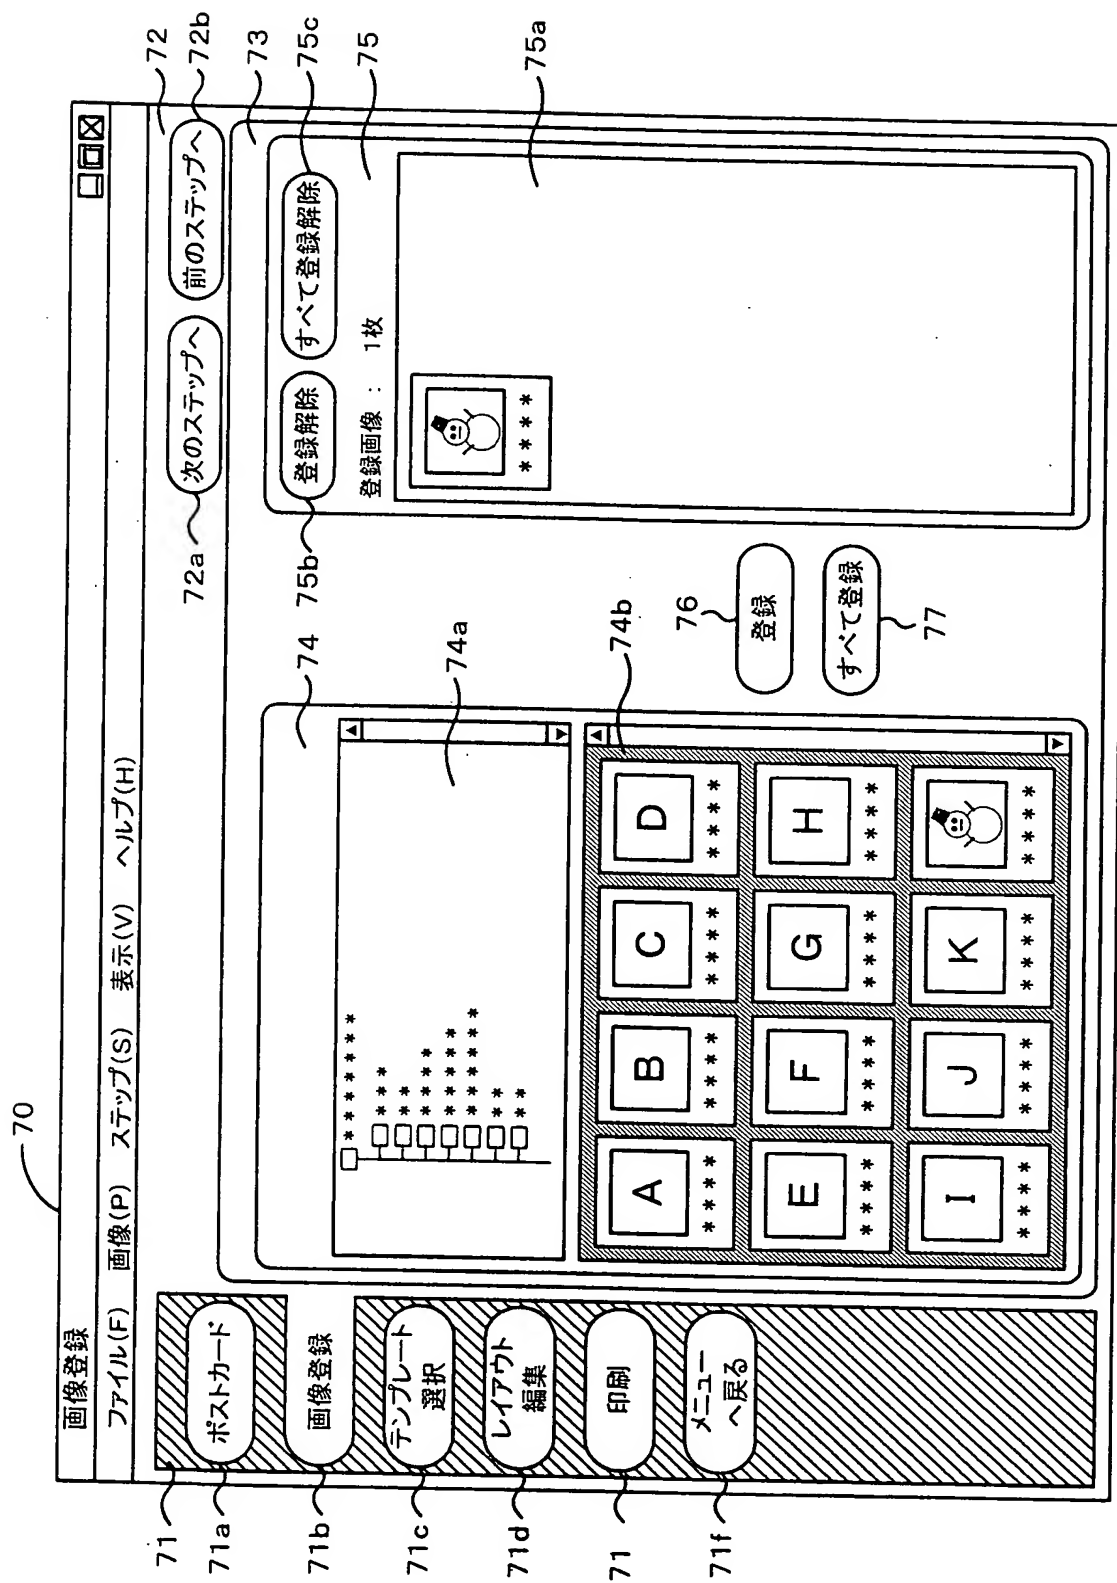 70
画像登録
ファイル(F) 画像(P) ステップ(S) 表示(V) ヘルプ(H)
71
72
72a
次のステップへ
前のステップへ
72b
73
71a
ポストカード
71b
画像登録
71c
テンプレート
選択
71d
レイアウト
編集
71
印刷
71f
メニュー
へ戻る
74
74a
* * * * * * *
* * *
* *
* * * *
* * * * *
* * * * * *
* *
* *
74b
A
B
C
D
* * * *
* * * *
* * * *
* * * *
E
F
G
H
* * * *
* * * *
* * * *
* * * *
I
J
K
* * * *
* * * *
* * * *
* * * *
76
登録
すべて登録
77
75b
登録解除
すべて登録解除
75c
登録画像 : 1枚
75
75a
* * * *